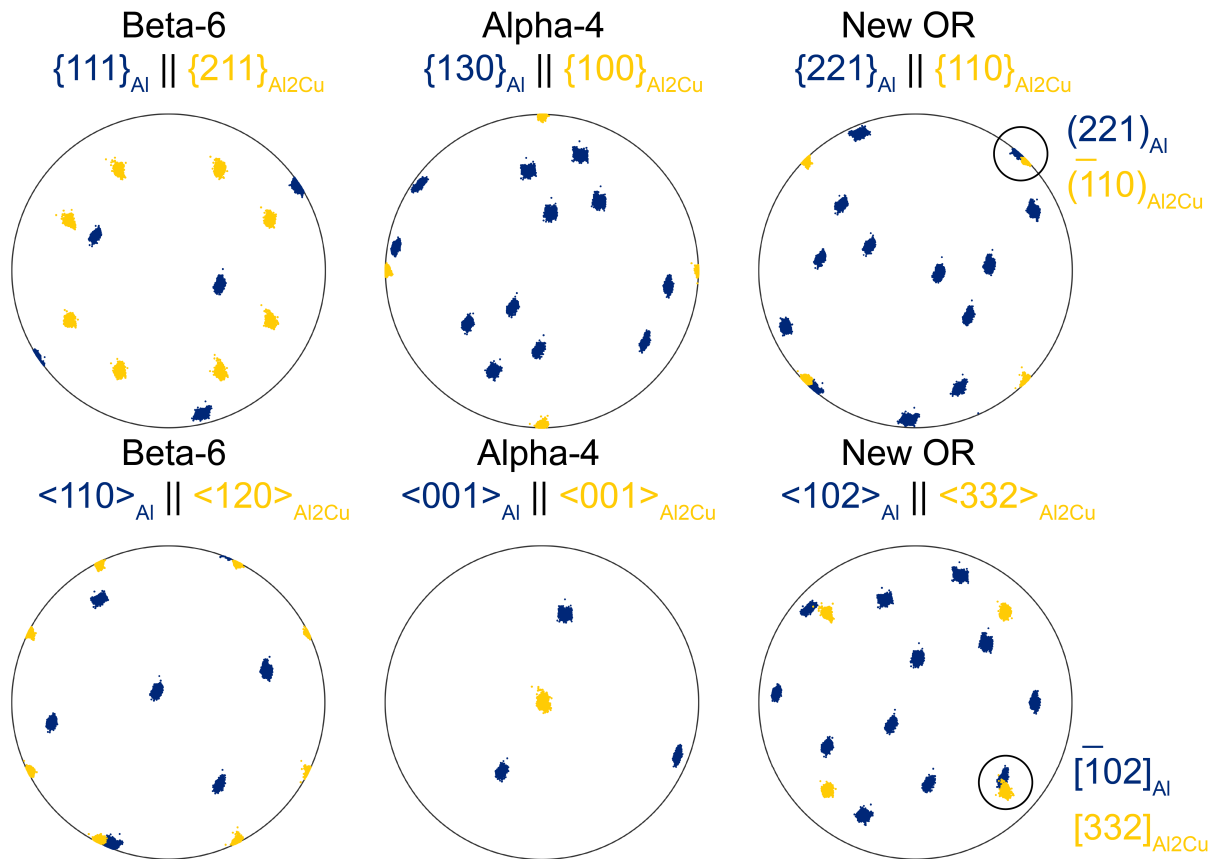 Beta-6 Alpha-4 New OR
{111}Al || {211}Al2Cu {130}Al || {100}Al2Cu {221}Al || {110}Al2Cu
(221)Al
(1̅10)Al2Cu
Beta-6 Alpha-4 New OR
<110>Al || <120>Al2Cu <001>Al || <001>Al2Cu <102>Al || <332>Al2Cu
[1̅02]Al
[332]Al2Cu